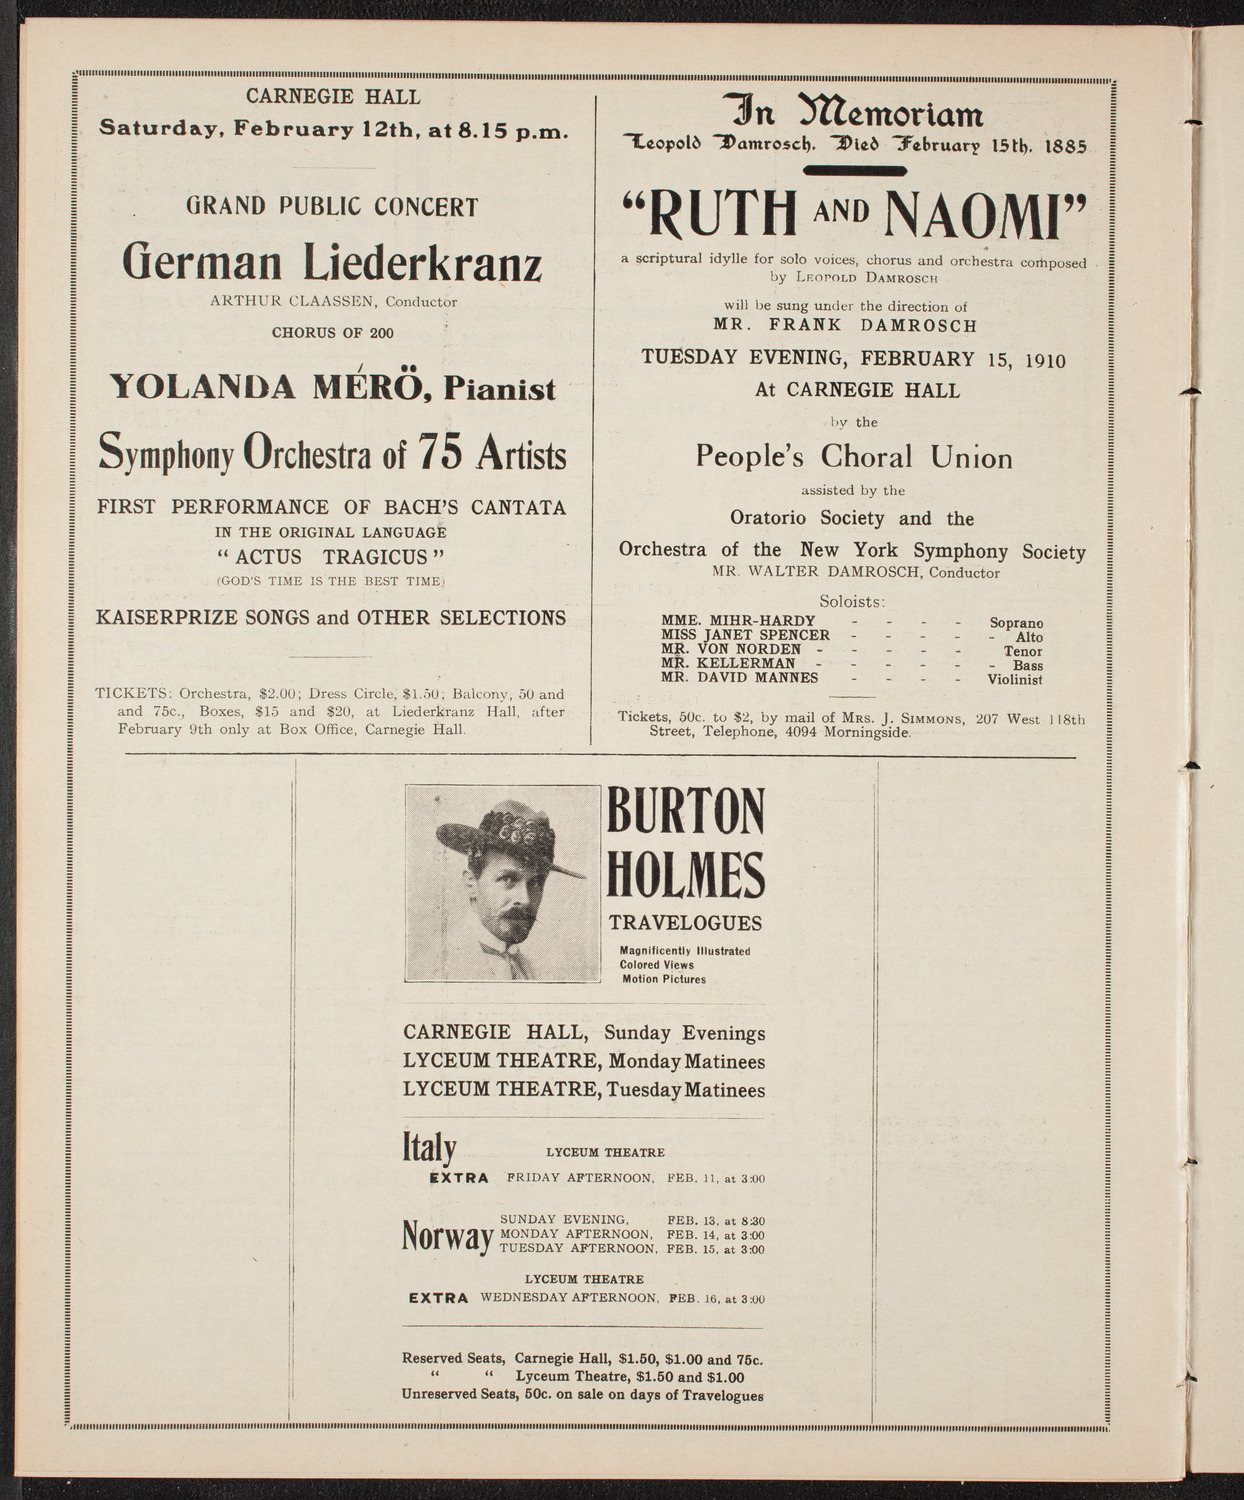 CARNEGIE HALL
Saturday, February 12th, at 8.15 p.m.
GRAND PUBLIC CONCERT
German Liederkranz
ARTHUR CLAASSEN, Conductor
CHORUS OF 200
YOLANDA MÉRÖ, Pianist
Symphony Orchestra of 75 Artists
FIRST PERFORMANCE OF BACH'S CANTATA
IN THE ORIGINAL LANGUAGE
"ACTUS TRAGICUS"
(GOD'S TIME IS THE BEST TIME)
KAISERPRIZE SONGS and OTHER SELECTIONS
TICKETS: Orchestra, $2.00; Dress Circle, $1.50; Balcony, 50 and
and 75c., Boxes, $15 and $20, at Liederkranz Hall, after
February 9th only at Box Office, Carnegie Hall.
In Memoriam
Leopold Damrosch. Died February 15th. 1885
"RUTH AND NAOMI"
a scriptural idylle for solo voices, chorus and orchestra composed
by LEOPOLD DAMROSCH
will be sung under the direction of
MR. FRANK DAMROSCH
TUESDAY EVENING, FEBRUARY 15, 1910
At CARNEGIE HALL
by the
People's Choral Union
assisted by the
Oratorio Society and the
Orchestra of the New York Symphony Society
MR. WALTER DAMROSCH, Conductor
Soloists:
MME. MIHR-HARDY - - - - Soprano
MISS JANET SPENCER - - - - - Alto
MR. VON NORDEN - - - - - Tenor
MR. KELLERMAN - - - - - - Bass
MR. DAVID MANNES - - - - Violinist
Tickets, 50c. to $2, by mail of MRS. J. SIMMONS, 207 West 118th
Street, Telephone, 4094 Morningside.
BURTON
HOLMES
TRAVELOGUES
Magnificently Illustrated
Colored Views
Motion Pictures
CARNEGIE HALL, Sunday Evenings
LYCEUM THEATRE, Monday Matinees
LYCEUM THEATRE, Tuesday Matinees
Italy LYCEUM THEATRE
EXTRA FRIDAY AFTERNOON, FEB. 11, at 3:00
Norway
SUNDAY EVENING, FEB. 13, at 8:30
MONDAY AFTERNOON, FEB. 14, at 3:00
TUESDAY AFTERNOON, FEB. 15, at 3:00
LYCEUM THEATRE
EXTRA WEDNESDAY AFTERNOON, FEB. 16, at 3:00
Reserved Seats, Carnegie Hall, $1.50, $1.00 and 75c.
" " Lyceum Theatre, $1.50 and $1.00
Unreserved Seats, 50c. on sale on days of Travelogues